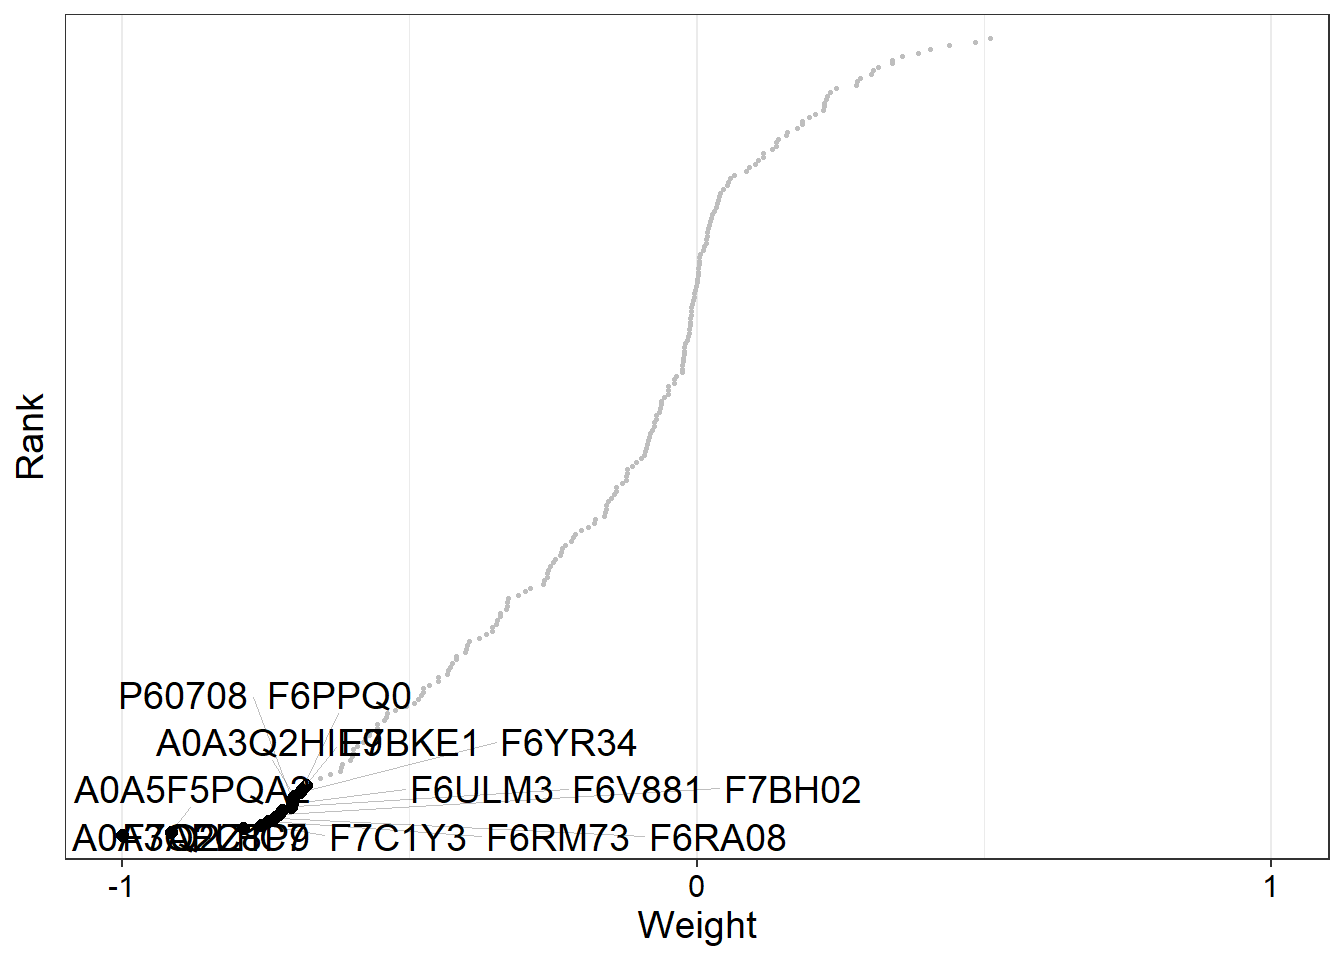 P60708 F6PPQ0
A0A3Q2HIE9 F7BKE1 F6YR34
A0A5F5PQA2 F6ULM3 F6V881 F7BH02
F7C1Y3 F6RM73 F6RA08
Rank
-1 0 1
Weight